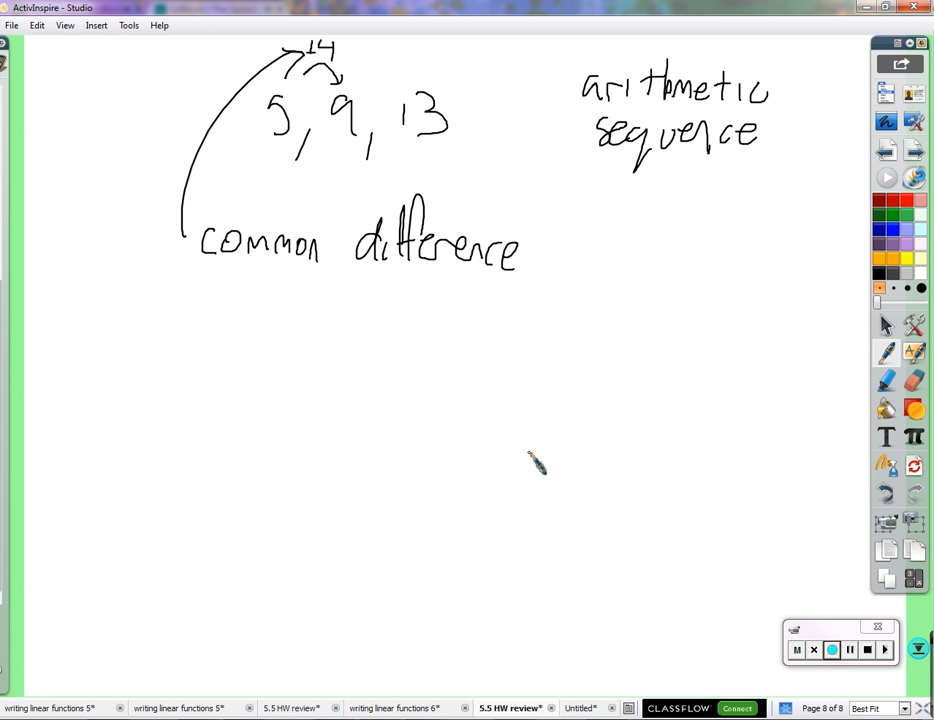 ActivInspire - Studio
File Edit View Insert Tools Help
+4
5, 9, 13
arithmetic
sequence
common difference
M
writing linear functions 5* writing linear functions 5* 5.5 HW review* writing linear functions 6* 5.5 HW review* Untitled* CLASSFLOW Connect Page 8 of 8 Best Fit